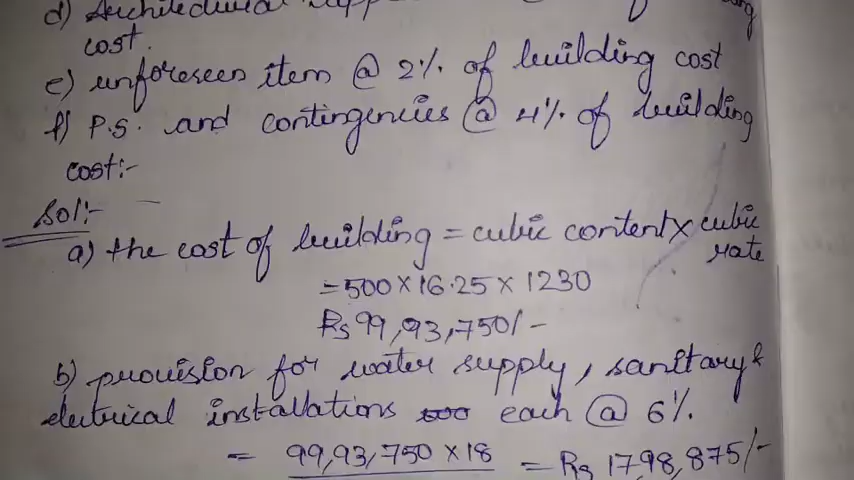 d) Architectural
cost.
e) unforeseen item @ 2%. of building cost
f) P.S. and contingencies @ 4%. of building
cost:-
Sol:-
a) the cost of building = cubic content x cubic
rate
=500 x 16.25 x 1230
Rs 99,93,750/-
b) provision for water supply, sanitary &
electrical installations each @ 6%.
= 99,93,750 x 18 = Rs 1798,875/-